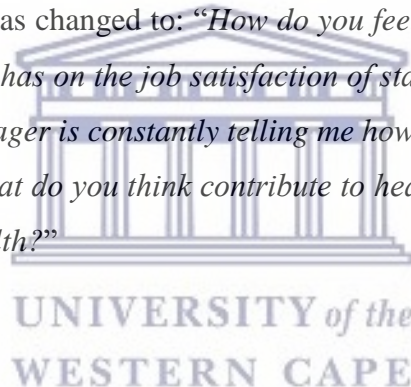 as changed to: “How do you fee
has on the job satisfaction of sta
ager is constantly telling me how
at do you think contribute to hea
lth?”
UNIVERSITY of the
WESTERN CAPE